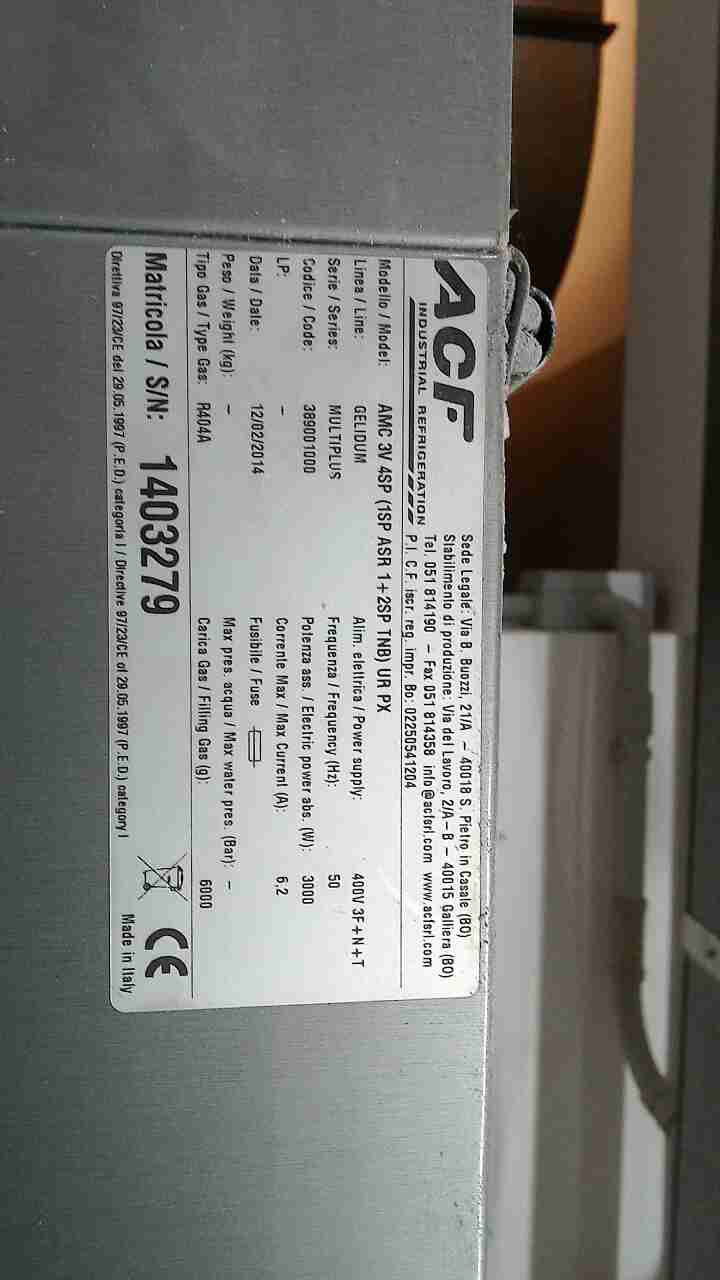 ACF
INDUSTRIAL REFRIGERATION
Sede Legale: Via B. Buozzi, 21/A – 40018 S. Pietro in Casale (BO)
Stabilimento di produzione: Via del Lavoro, 2/A–B – 40015 Galliera (BO)
Tel. 051 814190 – Fax 051 814358 info@acfsrl.com www.acfsrl.com
P.I. C.F. iscr. reg. impr. Bo: 02250541204
Modello / Model: AMC 3V 4SP (1SP ASR 1+2SP TNB) UR PX
Linea / Line: GELIDUM Alim. elettrica / Power supply: 400V 3F+N+T
Serie / Series: MULTIPLUS Frequenza / Frequency (Hz): 50
Codice / Code: 389001000 Potenza ass. / Electric power abs. (W): 3000
LP: – Corrente Max / Max Current (A): 6,2
Data / Date: 12/02/2014 Fusibile / Fuse
Peso / Weight (kg): – Max pres. acqua / Max water pres. (Bar): –
Tipo Gas / Type Gas: R404A Carica Gas / Filling Gas (g): 6000
Matricola / S/N: 1403279 CE
Direttiva 97/23/CE del 29.05.1997 (P.E.D.) categoria I / Directive 97/23/CE of 29.05.1997 (P.E.D.) category I Made in Italy